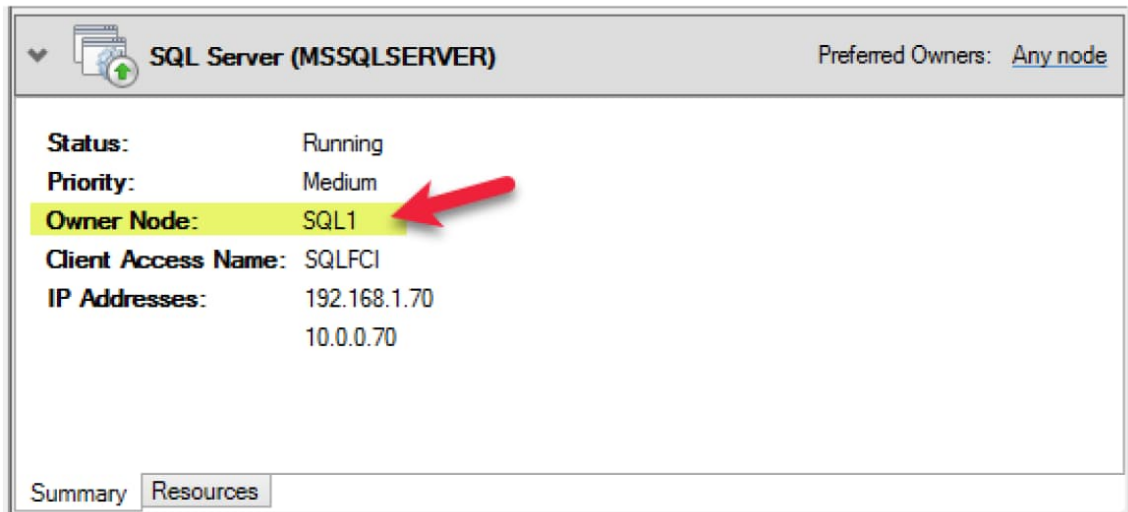 SQL Server (MSSQLSERVER) Preferred Owners: Any node
Status: Running
Priority: Medium
Owner Node: SQL1
Client Access Name: SQLFCI
IP Addresses: 192.168.1.70
10.0.0.70
Summary Resources